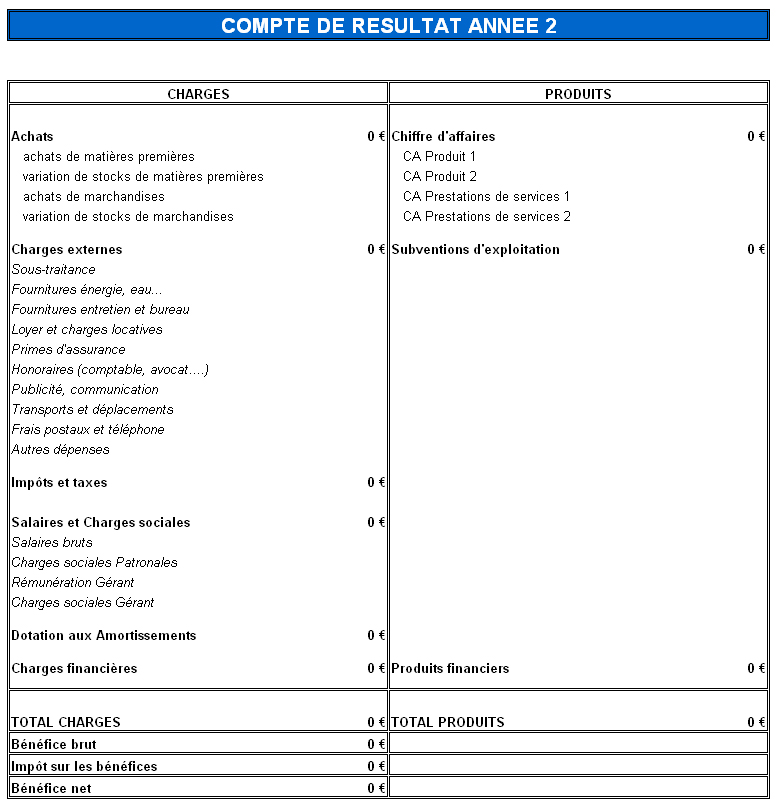 COMPTE DE RESULTAT ANNEE 2
CHARGES PRODUITS
Achats 0 € Chiffre d'affaires 0 €
achats de matières premières CA Produit 1
variation de stocks de matières premières CA Produit 2
achats de marchandises CA Prestations de services 1
variation de stocks de marchandises CA Prestations de services 2
Charges externes 0 € Subventions d'exploitation 0 €
Sous-traitance
Fournitures énergie, eau...
Fournitures entretien et bureau
Loyer et charges locatives
Primes d'assurance
Honoraires (comptable, avocat....)
Publicité, communication
Transports et déplacements
Frais postaux et téléphone
Autres dépenses
Impôts et taxes 0 €
Salaires et Charges sociales 0 €
Salaires bruts
Charges sociales Patronales
Rémunération Gérant
Charges sociales Gérant
Dotation aux Amortissements 0 €
Charges financières 0 € Produits financiers 0 €
TOTAL CHARGES 0 € TOTAL PRODUITS 0 €
Bénéfice brut 0 €
Impôt sur les bénéfices 0 €
Bénéfice net 0 €